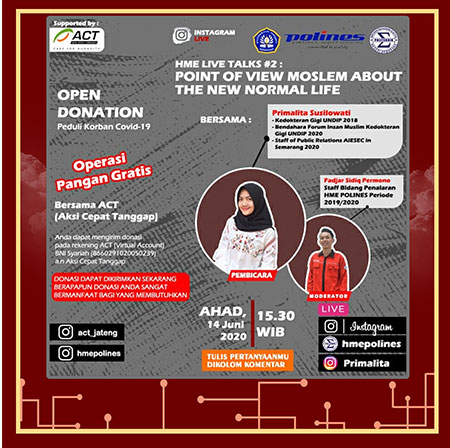 Supported by :
ACT
CARE FOR HUMANITY
INSTAGRAM
LIVE
polines
HME LIVE TALKS #2 :
POINT OF VIEW MOSLEM ABOUT
THE NEW NORMAL LIFE
OPEN
DONATION
Peduli Korban Covid-19
Operasi
Pangan Gratis
Bersama ACT
(Aksi Cepat Tanggap)
Anda dapat mengirim donasi
pada rekening ACT (Virtual Account)
BNI Syariah (8660291020050239)
a.n Aksi Cepat Tanggap
DONASI DAPAT DIKIRIMKAN SEKARANG
BERAPAPUN DONASI ANDA SANGAT
BERMANFAAT BAGI YANG MEMBUTUHKAN
act_jateng
hmepolines
BERSAMA :
Primalita Susilowati
- Kedokteran Gigi UNDIP 2018
- Bendahara Forum Insan Muslim Kedokteran
Gigi UNDIP 2020
- Staff of Public Relations AIESEC in
Semarang 2020
Fadjar Sidiq Permono
Staff Bidang Penalaran
HME POLINES Periode
2019/2020
PEMBICARA
MODERATOR
AHAD,
14 Juni
2020
15.30
WIB
TULIS PERTANYAANMU
DIKOLOM KOMENTAR
LIVE
Instagram
hmepolines
Primalita